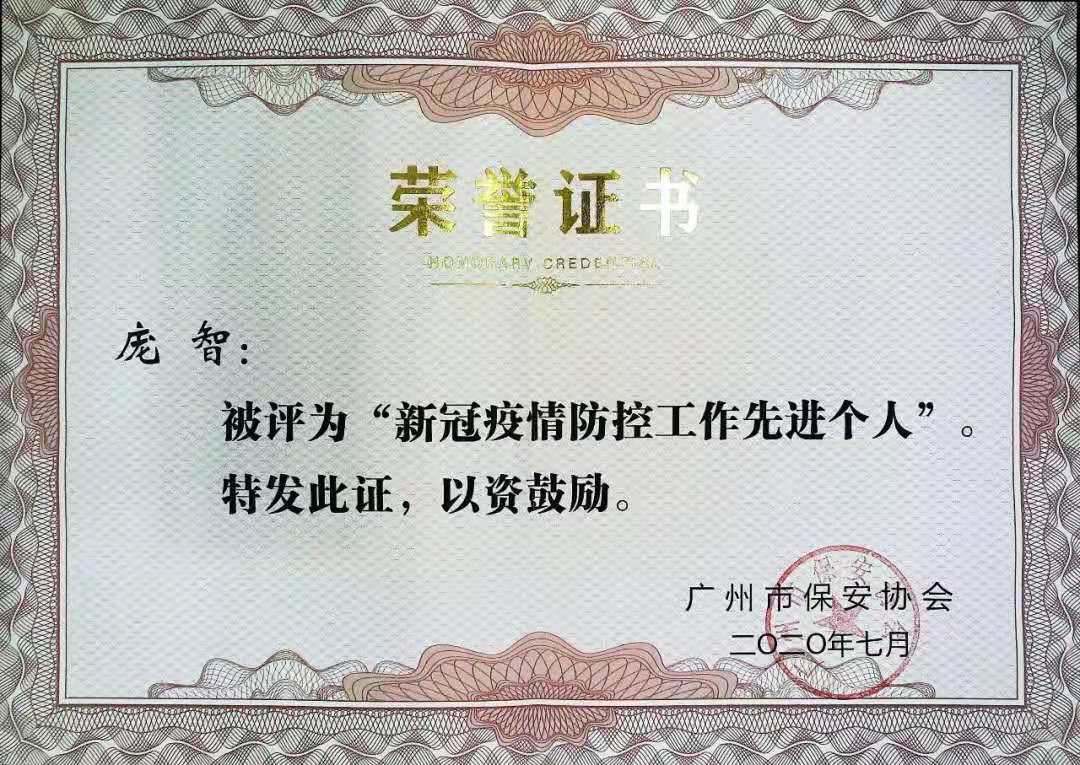 荣誉证书
HONORARY CREDENTIAL
庞 智:
被评为“新冠疫情防控工作先进个人”。
特发此证，以资鼓励。
广州市保安协会
二〇二〇年七月
保安